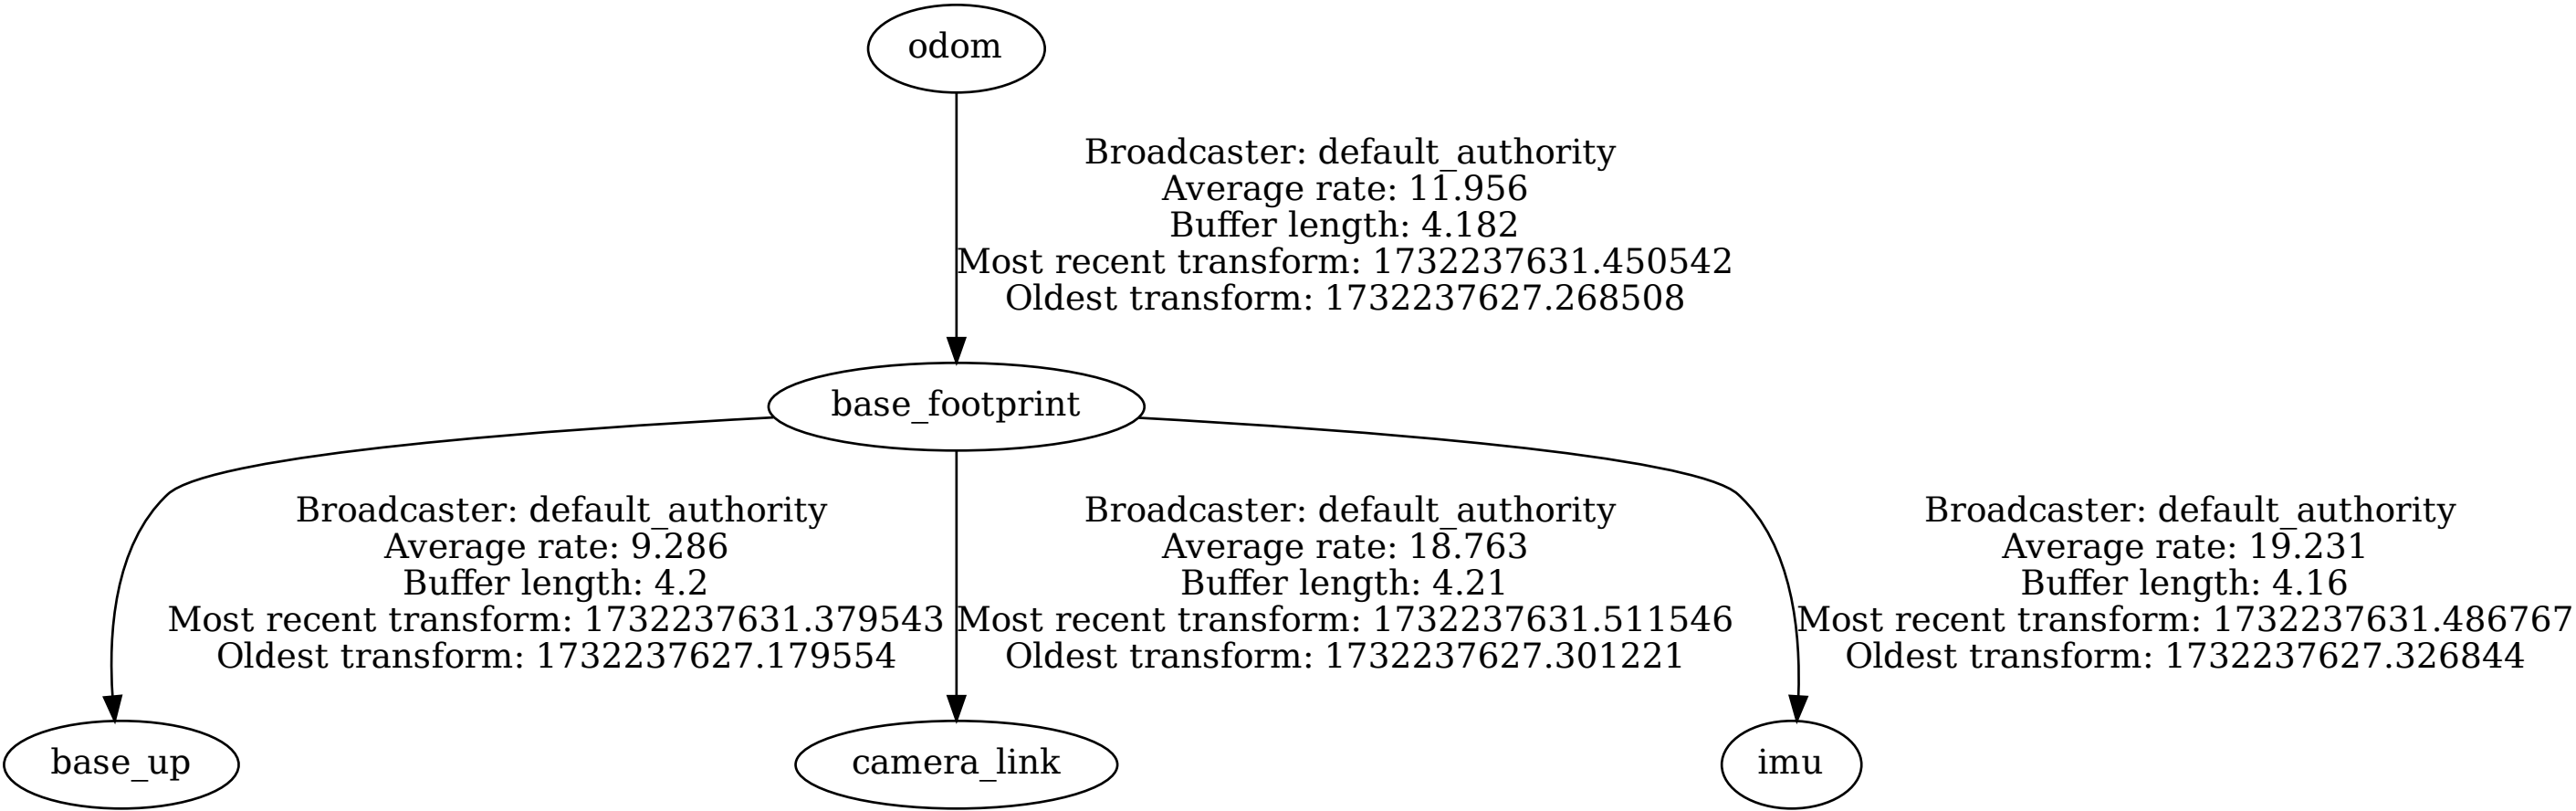 odom
Broadcaster: default_authority
Average rate: 11.956
Buffer length: 4.182
Most recent transform: 1732237631.450542
Oldest transform: 1732237627.268508
base_footprint
Broadcaster: default_authority
Average rate: 9.286
Buffer length: 4.2
Most recent transform: 1732237631.379543
Oldest transform: 1732237627.179554
Broadcaster: default_authority
Average rate: 18.763
Buffer length: 4.21
Most recent transform: 1732237631.511546
Oldest transform: 1732237627.301221
Broadcaster: default_authority
Average rate: 19.231
Buffer length: 4.16
Most recent transform: 1732237631.486767
Oldest transform: 1732237627.326844
base_up
camera_link
imu